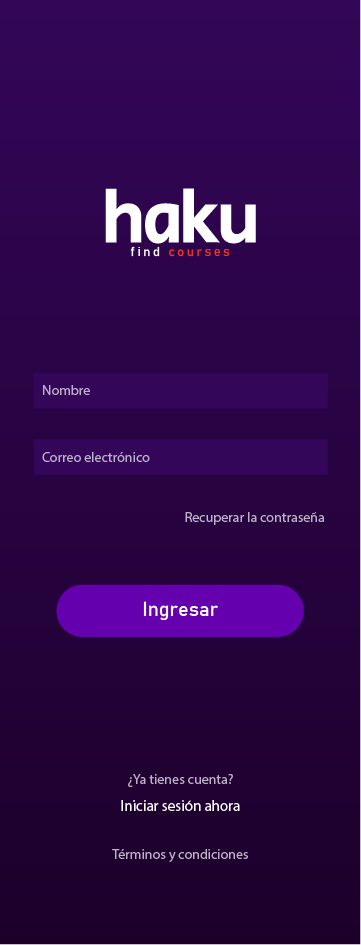 haku
find courses
Nombre
Correo electrónico
Recuperar la contraseña
Ingresar
¿Ya tienes cuenta?
Iniciar sesión ahora
Términos y condiciones